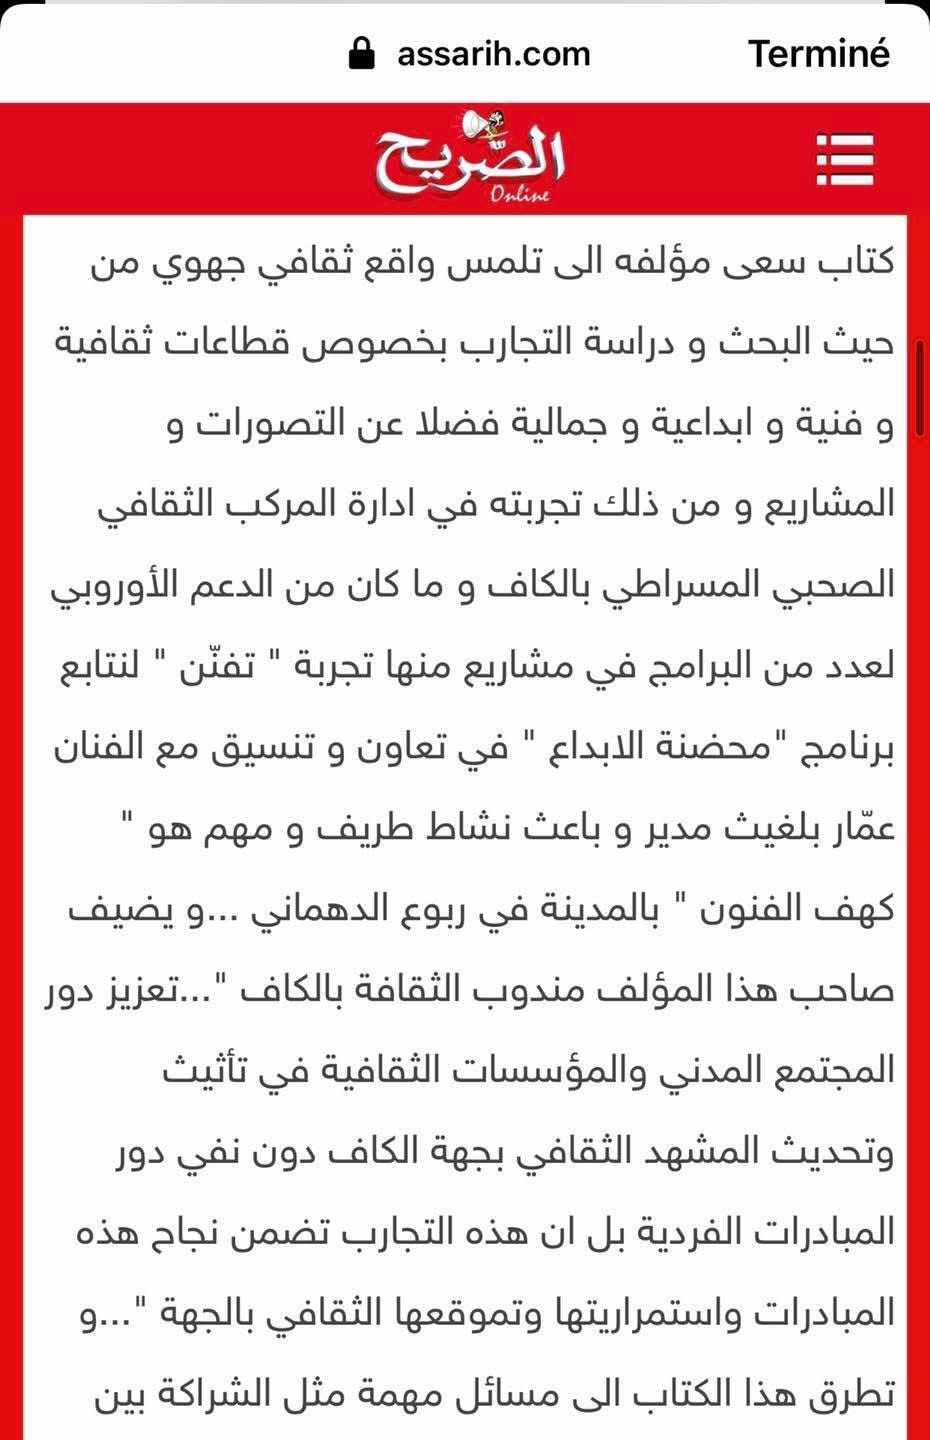 assarih.com
Terminé
الصّريح
Online
كتاب سعى مؤلفه الى تلمس واقع ثقافي جهوي من
حيث البحث و دراسة التجارب بخصوص قطاعات ثقافية
و فنية و ابداعية و جمالية فضلا عن التصورات و
المشاريع و من ذلك تجربته في ادارة المركب الثقافي
الصحبي المسراطي بالكاف و ما كان من الدعم الأوروبي
لعدد من البرامج في مشاريع منها تجربة " تفنّن " لنتابع
برنامج "محضنة الابداع " في تعاون و تنسيق مع الفنان
عمّار بلغيث مدير و باعث نشاط طريف و مهم هو "
كهف الفنون " بالمدينة في ربوع الدهماني ...و يضيف
صاحب هذا المؤلف مندوب الثقافة بالكاف "...تعزيز دور
المجتمع المدني والمؤسسات الثقافية في تأثيث
وتحديث المشهد الثقافي بجهة الكاف دون نفي دور
المبادرات الفردية بل ان هذه التجارب تضمن نجاح هذه
المبادرات واستمراريتها وتموقعها الثقافي بالجهة "...و
تطرق هذا الكتاب الى مسائل مهمة مثل الشراكة بين